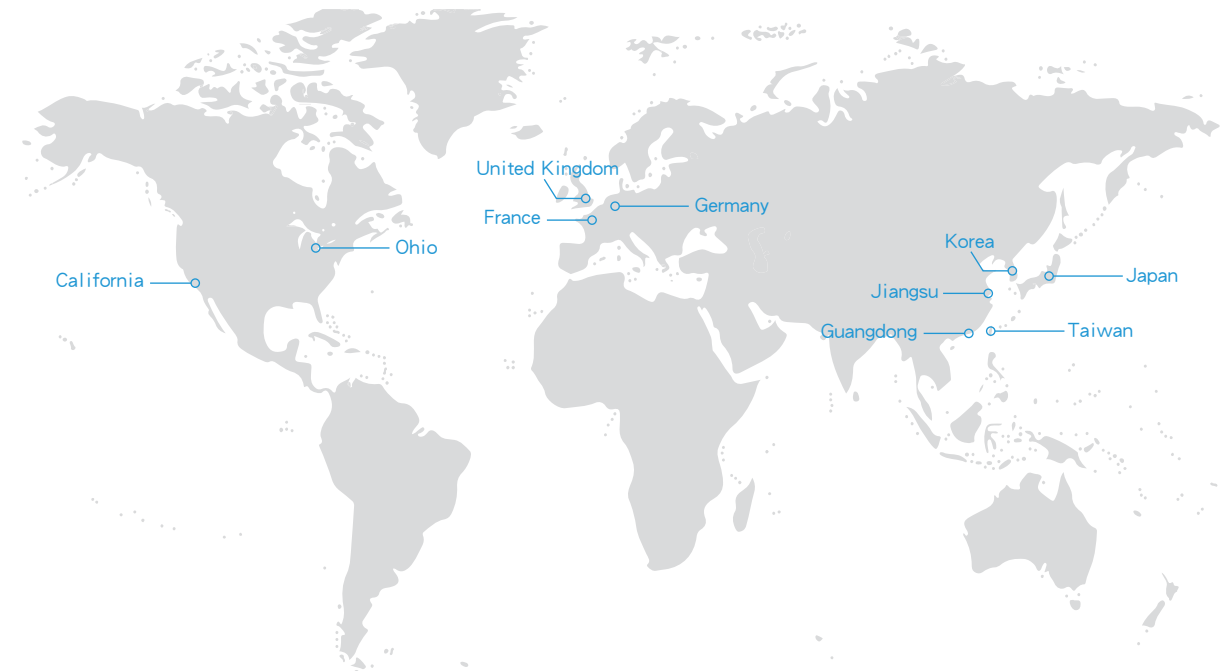 United Kingdom
Germany
France
Korea
Ohio
California
Japan
Jiangsu
Guangdong
Taiwan